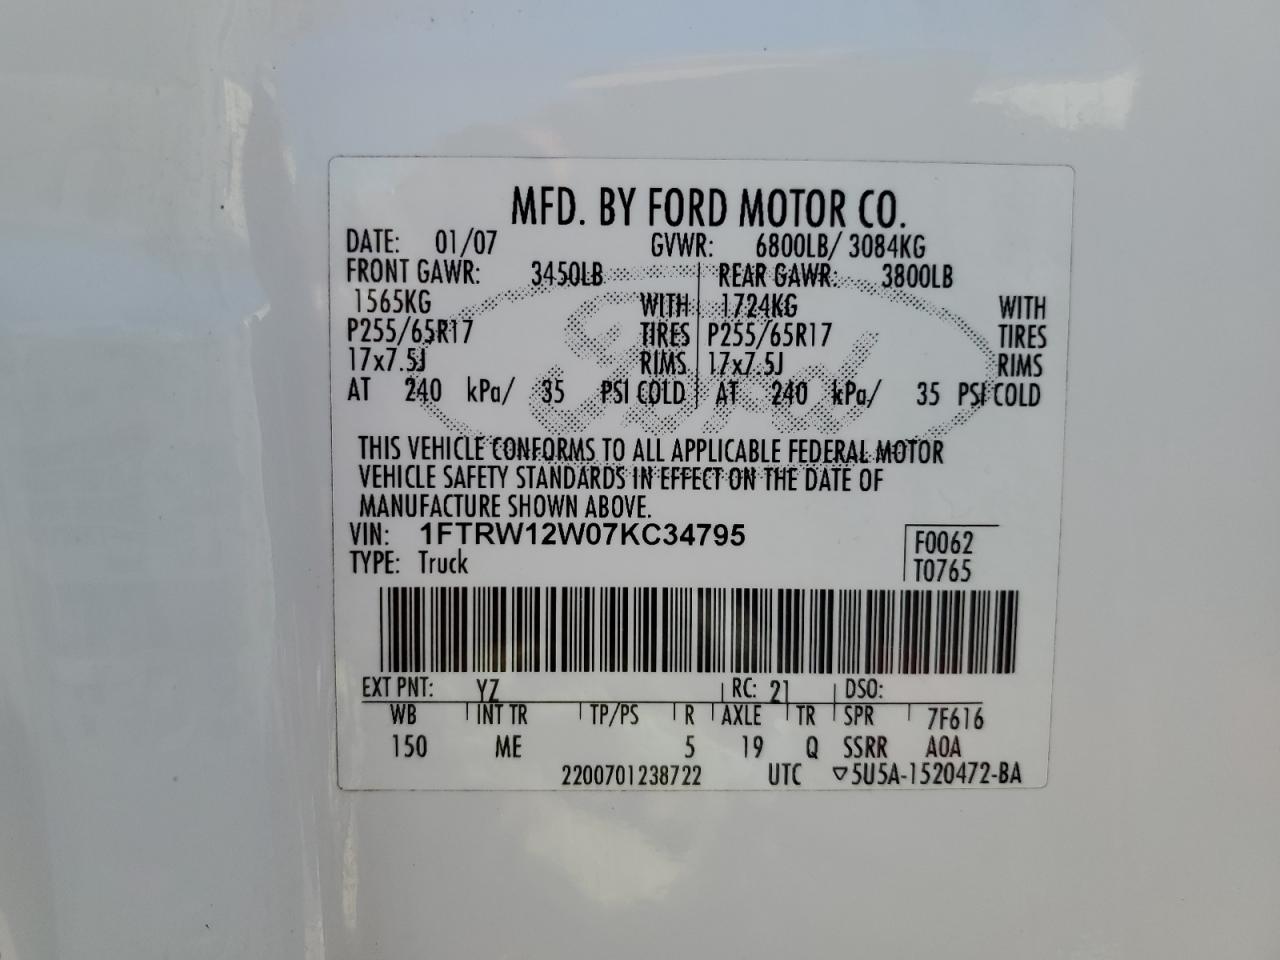 MFD. BY FORD MOTOR CO.
DATE: 01/07 GVWR: 6800LB/ 3084KG
FRONT GAWR: 3450LB REAR GAWR: 3800LB
1565KG WITH 1724KG WITH
P255/65R17 TIRES P255/65R17 TIRES
17x7.5J RIMS 17x7.5J RIMS
AT 240 kPa/ 35 PSI COLD AT 240 kPa/ 35 PSI COLD
Ford
THIS VEHICLE CONFORMS TO ALL APPLICABLE FEDERAL MOTOR
VEHICLE SAFETY STANDARDS IN EFFECT ON THE DATE OF
MANUFACTURE SHOWN ABOVE.
VIN: 1FTRW12W07KC34795 F0062
TYPE: Truck T0765
EXT PNT: YZ RC: 21 DSO:
WB INT TR TP/PS R AXLE TR SPR 7F616
150 ME 5 19 Q SSRR A0A
2200701238722 UTC ▽5U5A-1520472-BA